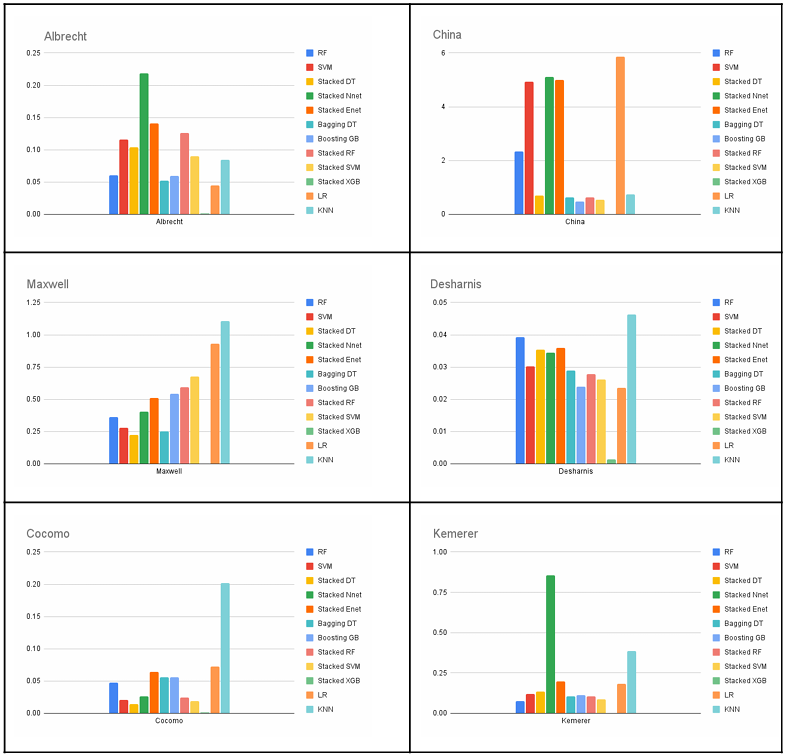 Albrecht
0.25
0.20
0.15
0.10
0.05
0.00
Albrecht
RF
SVM
Stacked DT
Stacked Nnet
Stacked Enet
Bagging DT
Boosting GB
Stacked RF
Stacked SVM
Stacked XGB
LR
KNN
China
6
4
2
0
China
RF
SVM
Stacked DT
Stacked Nnet
Stacked Enet
Bagging DT
Boosting GB
Stacked RF
Stacked SVM
Stacked XGB
LR
KNN
Maxwell
1.25
1.00
0.75
0.50
0.25
0.00
Maxwell
RF
SVM
Stacked DT
Stacked Nnet
Stacked Enet
Bagging DT
Boosting GB
Stacked RF
Stacked SVM
Stacked XGB
LR
KNN
Desharnis
0.05
0.04
0.03
0.02
0.01
0.00
Desharnis
RF
SVM
Stacked DT
Stacked Nnet
Stacked Enet
Bagging DT
Boosting GB
Stacked RF
Stacked SVM
Stacked XGB
LR
KNN
Cocomo
0.25
0.20
0.15
0.10
0.05
0.00
Cocomo
RF
SVM
Stacked DT
Stacked Nnet
Stacked Enet
Bagging DT
Boosting GB
Stacked RF
Stacked SVM
Stacked XGB
LR
KNN
Kemerer
1.00
0.75
0.50
0.25
0.00
Kemerer
RF
SVM
Stacked DT
Stacked Nnet
Stacked Enet
Bagging DT
Boosting GB
Stacked RF
Stacked SVM
Stacked XGB
LR
KNN